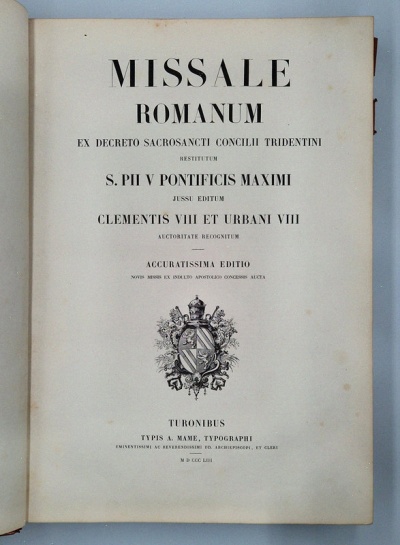 MISSALE
ROMANUM
EX DECRETO SACROSANCTI CONCILII TRIDENTINI
RESTITUTUM
S. PII V PONTIFICIS MAXIMI
JUSSU EDITUM
CLEMENTIS VIII ET URBANI VIII
AUCTORITATE RECOGNITUM
ACCURATISSIMA EDITIO
NOVIS MISSIS EX INDULTO APOSTOLICO CONCESSIS AUCTA
TURONIBUS
TYPIS A. MAME, TYPOGRAPHI
EMINENTISSIMI AC REVERENDISSIMI DD. ARCHIEPISCOPI, ET CLERI
M D CCC LIII